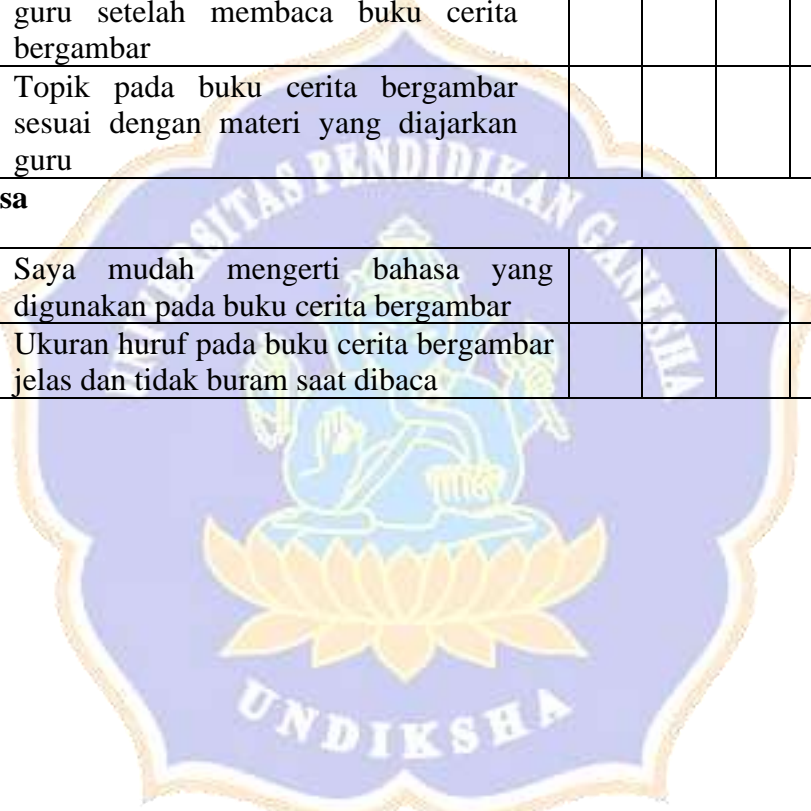 guru setelah membaca buku cerita
bergambar
Topik pada buku cerita bergambar
sesuai dengan materi yang diajarkan
guru
sa
Saya mudah mengerti bahasa yang
digunakan pada buku cerita bergambar
Ukuran huruf pada buku cerita bergambar
jelas dan tidak buram saat dibaca
UNIVERSITAS PENDIDIKAN GANESHA
UNDIKSHA